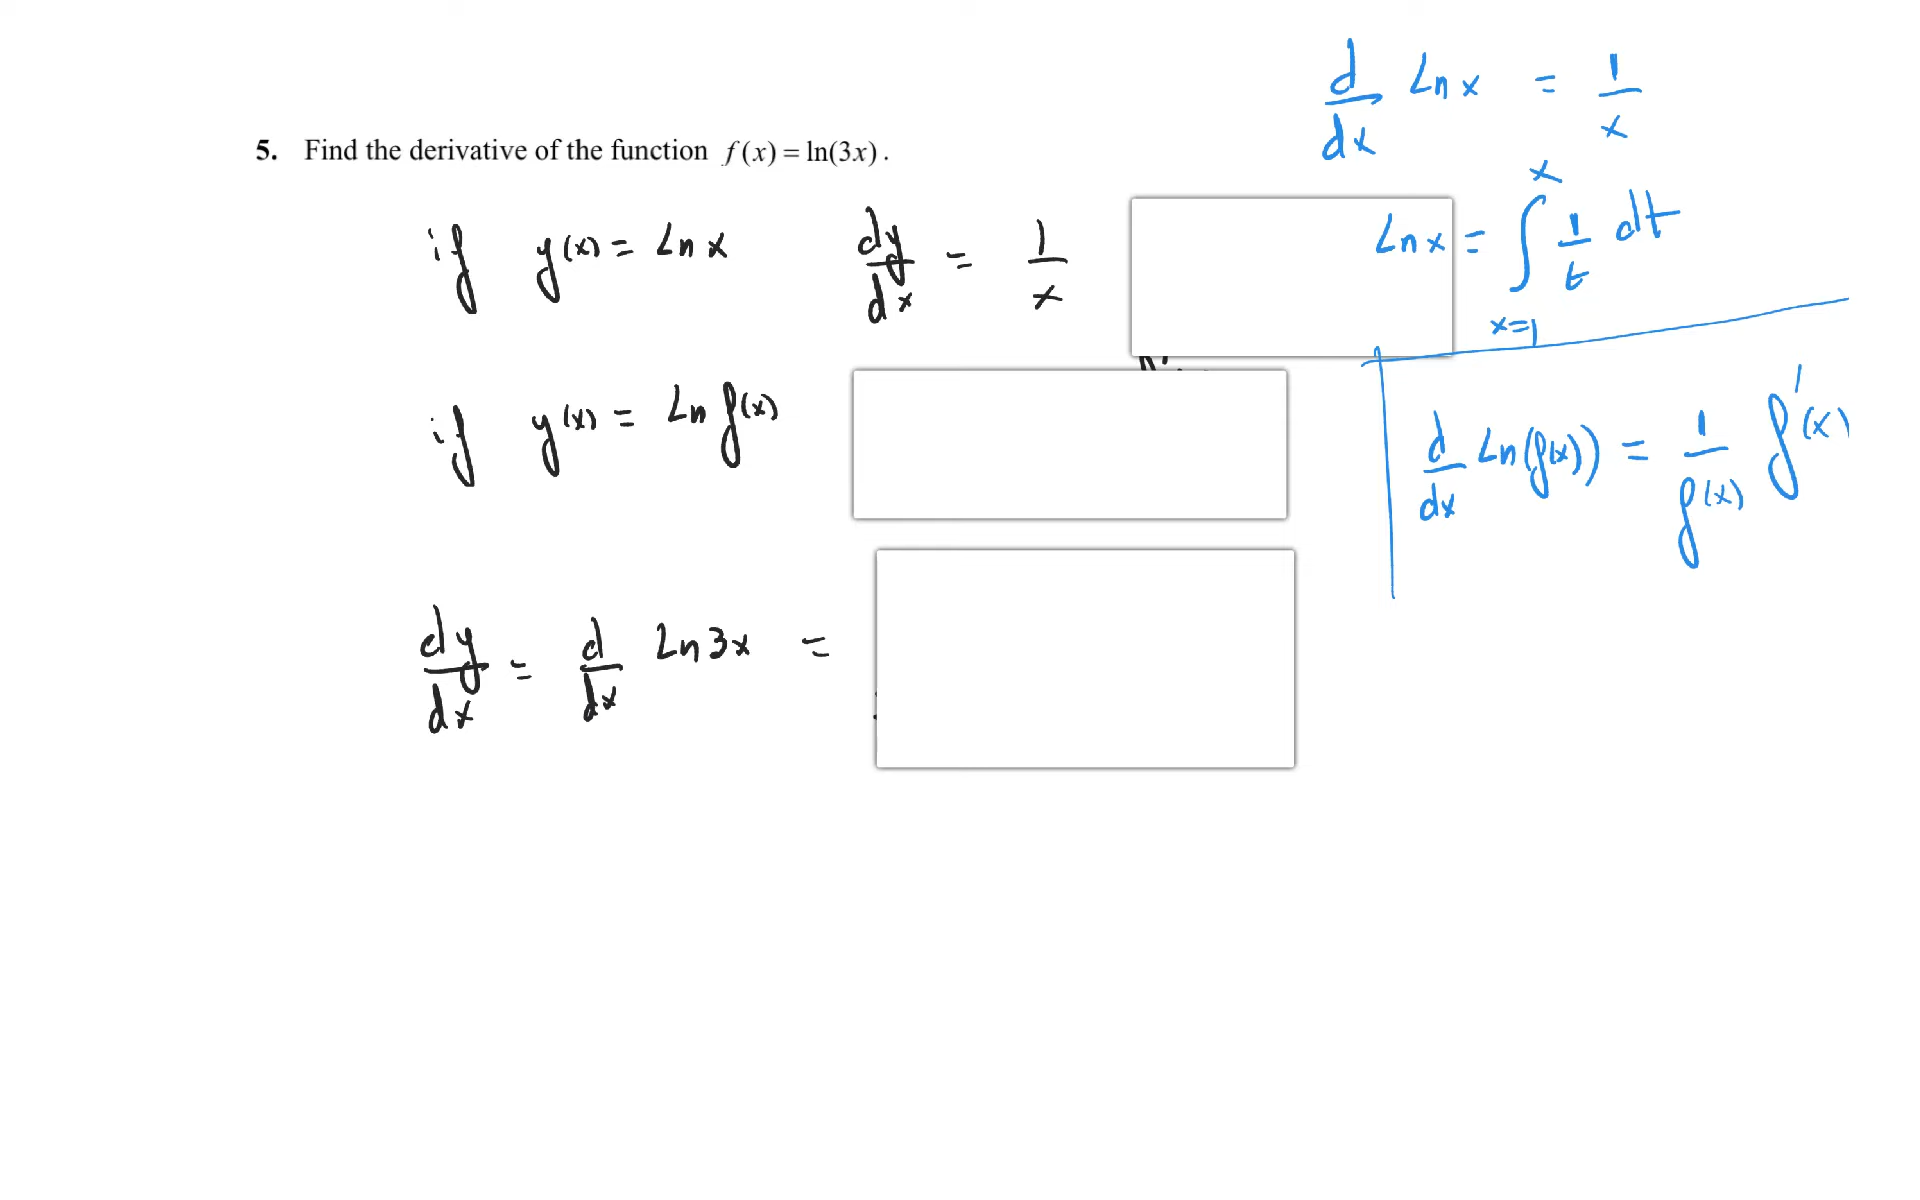 5. Find the derivative of the function f(x) = ln(3x).
if y(x) = Ln x dy/dx = 1/x
if y(x) = Ln f(x)
dy/dx = d/dx Ln 3x =
d/dx Ln x = 1/x
Ln x = ∫_{x=1}^{x} 1/t dt
d/dx Ln(f(x)) = 1/f(x) f'(x)